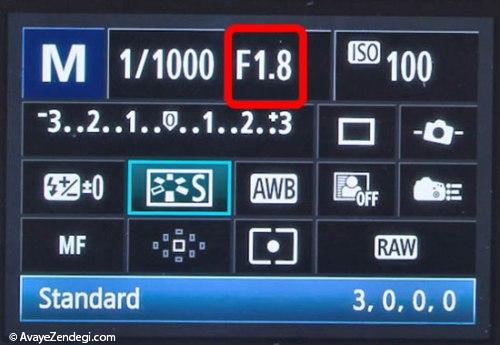 M 1/1000 F1.8 ISO 100
-3..2..1..0..1..2..+3
±0 S AWB OFF
MF RAW
Standard 3, 0, 0, 0
© AvayeZendegi.com